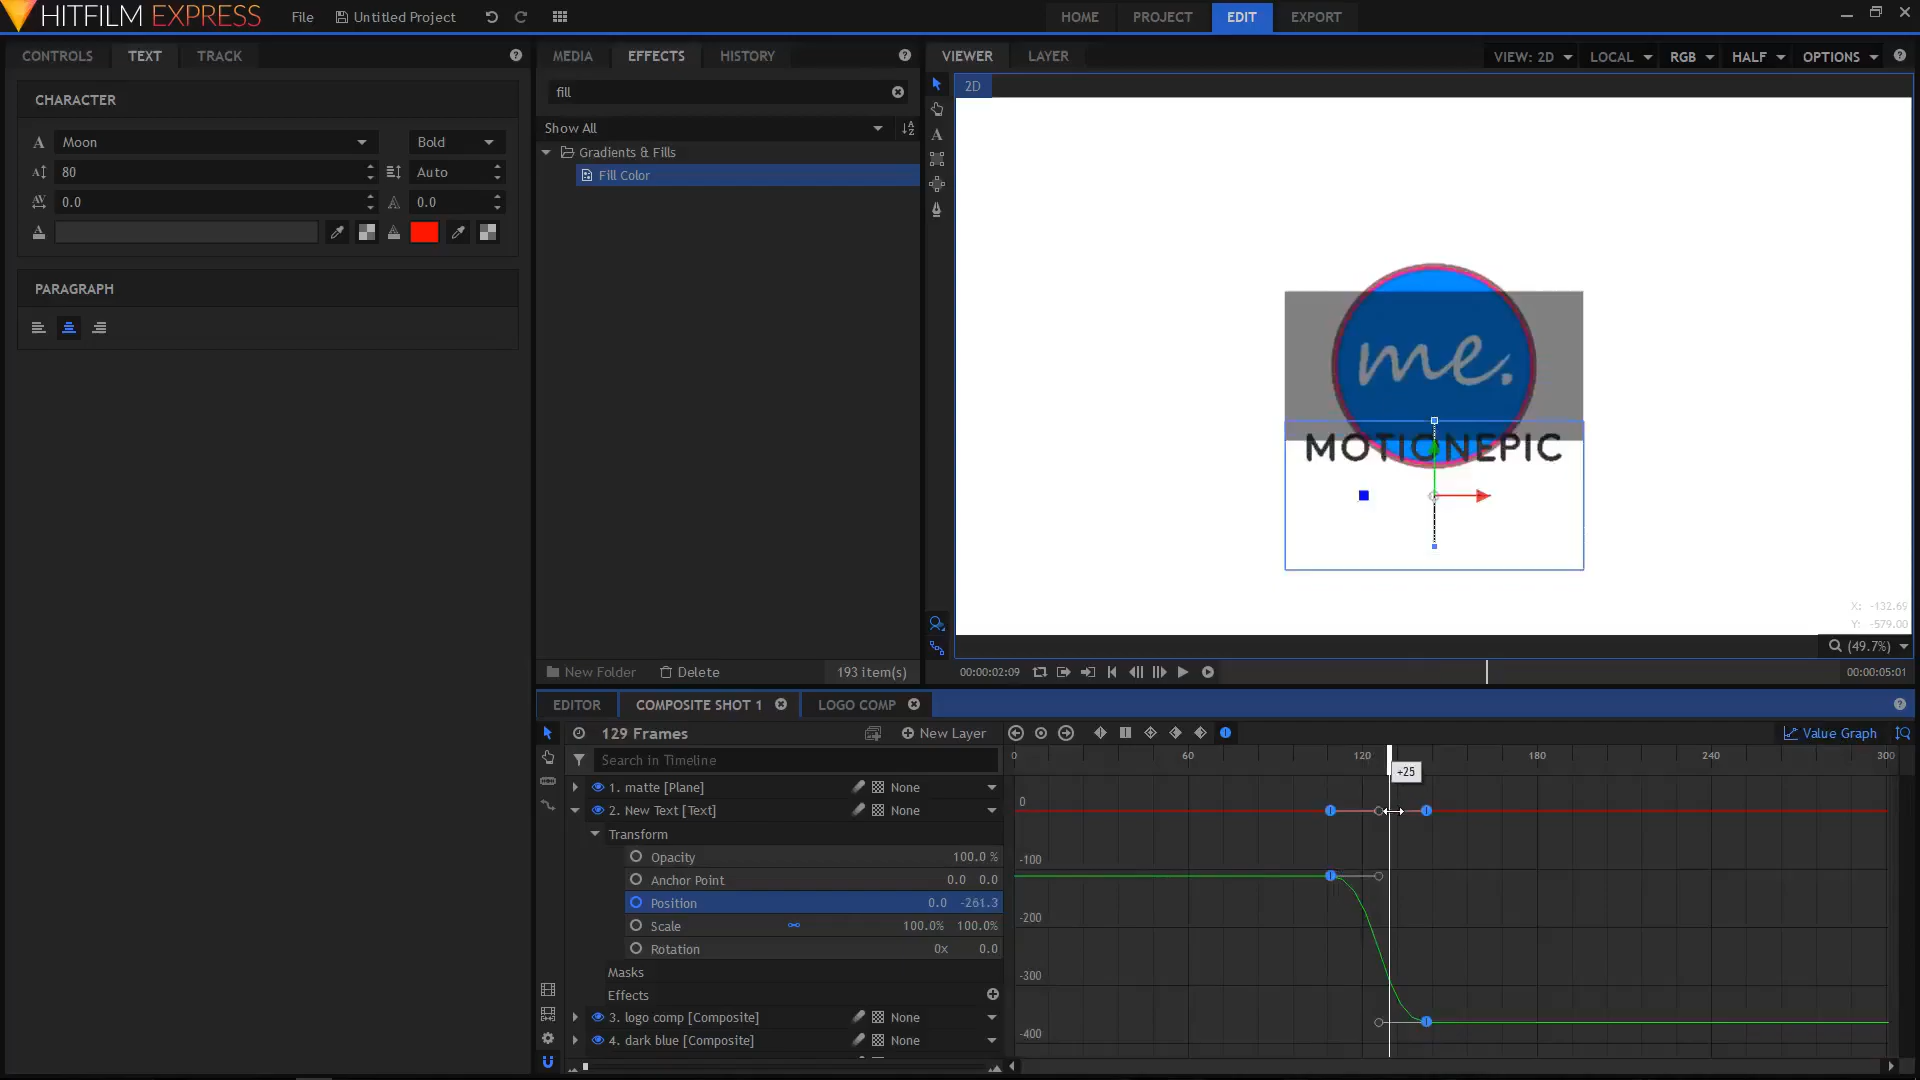 HITFILM EXPRESS
File
Untitled Project
HOME
PROJECT
EDIT
EXPORT
CONTROLS
TEXT
TRACK
MEDIA
EFFECTS
HISTORY
VIEWER
LAYER
VIEW: 2D
LOCAL
RGB
HALF
OPTIONS
CHARACTER
Moon
Bold
80
Auto
0.0
0.0
PARAGRAPH
fill
Show All
Gradients & Fills
Fill Color
New Folder
Delete
193 item(s)
2D
me.
MOTIONEPIC
X: -132.69
Y: -579.00
(49.7%)
00:00:02:09
00:00:05:01
EDITOR
COMPOSITE SHOT 1
LOGO COMP
129 Frames
New Layer
Value Graph
Search in Timeline
0
60
120
180
240
300
+25
1. matte [Plane]
None
2. New Text [Text]
None
Transform
Opacity
100.0 %
Anchor Point
0.0 0.0
Position
0.0 -261.3
Scale
100.0% 100.0%
Rotation
0x 0.0
Masks
Effects
3. logo comp [Composite]
None
4. dark blue [Composite]
None
0
-100
-200
-300
-400